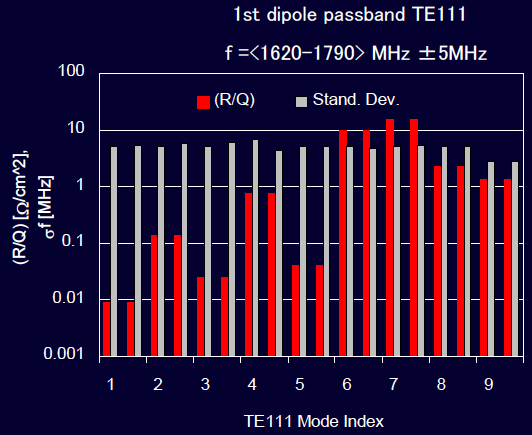 1st dipole passband TE111
f =<1620-1790> MHz ±5MHz
100
10
1
0.1
0.01
0.001
(R/Q) [Ω/cm^2],
σf [MHz]
(R/Q)
Stand. Dev.
1 2 3 4 5 6 7 8 9
TE111 Mode Index